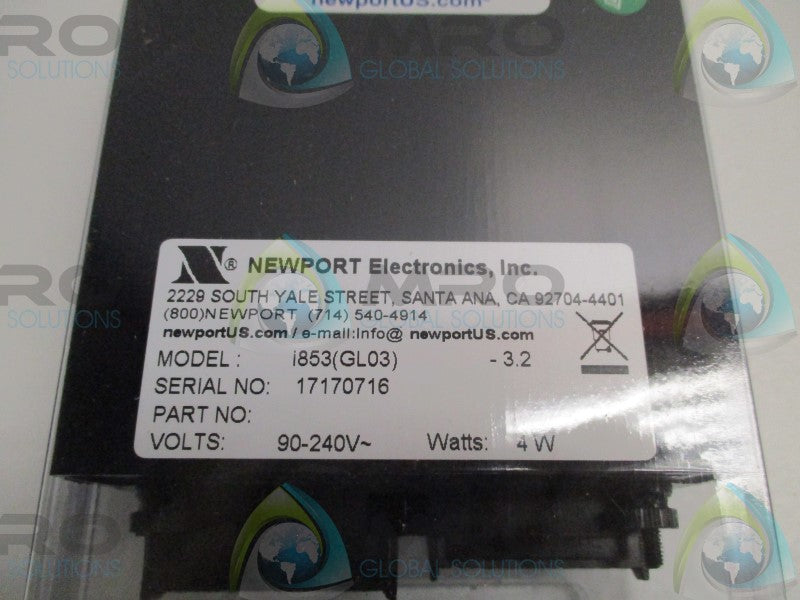 newportUS.com
N® NEWPORT Electronics, Inc.
2229 SOUTH YALE STREET, SANTA ANA, CA 92704-4401
(800)NEWPORT (714) 540-4914
newportUS.com / e-mail:Info@ newportUS.com
MODEL : i853(GL03) - 3.2
SERIAL NO: 17170716
PART NO:
VOLTS: 90-240V~ Watts: 4 W
MRO
GLOBAL SOLUTIONS